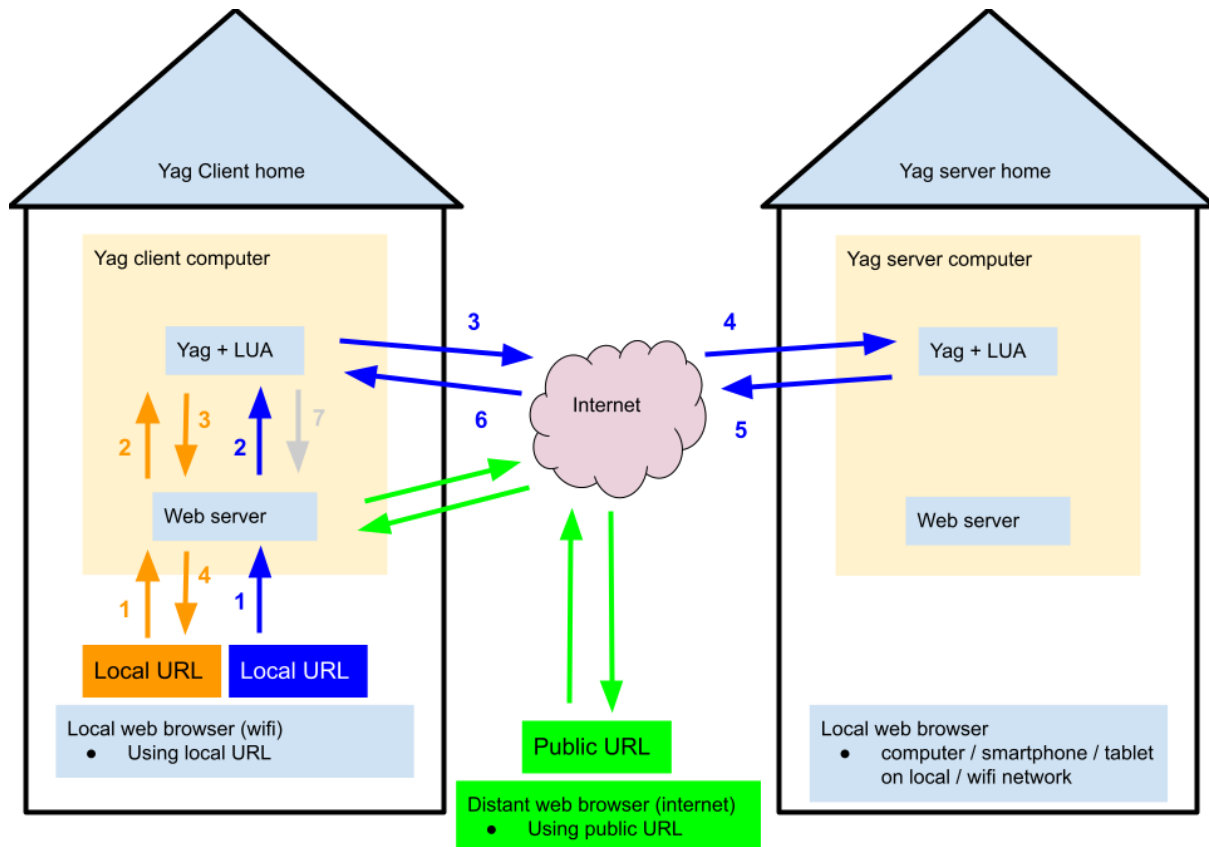 Yag Client home
Yag server home
Yag client computer
Yag server computer
3
4
Yag + LUA
Yag + LUA
Internet
6
5
2
3
2
7
Web server
Web server
1
4
1
Local URL
Local URL
Local web browser (wifi)
● Using local URL
Public URL
Local web browser
● computer / smartphone / tablet
on local / wifi network
Distant web browser (internet)
● Using public URL